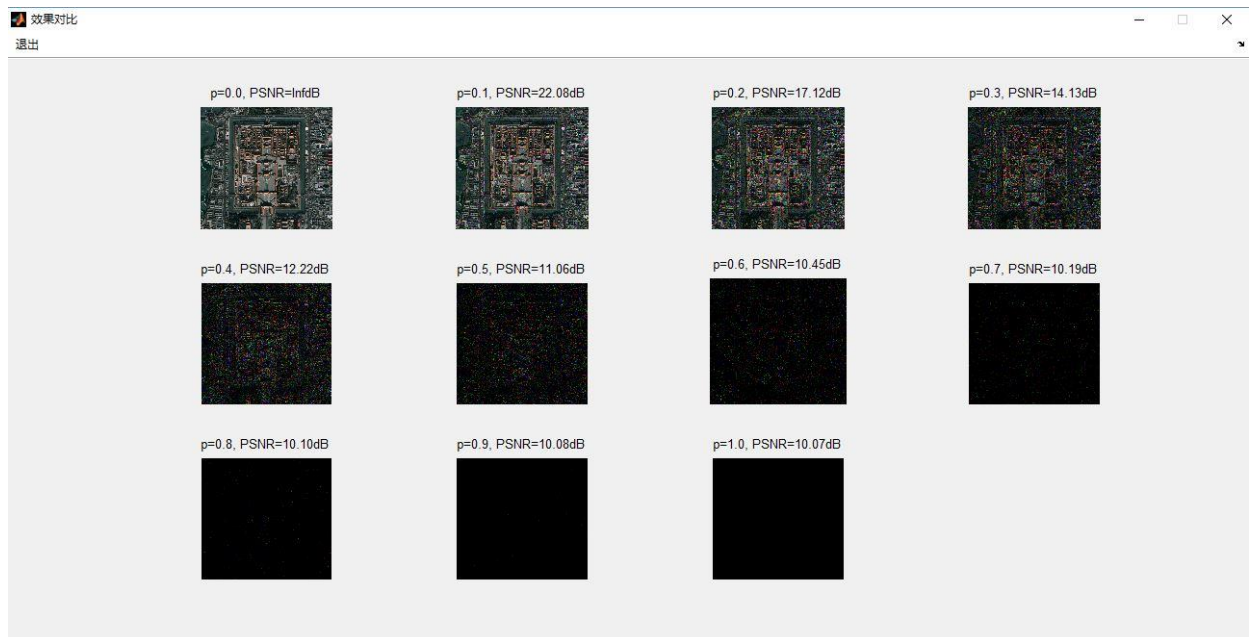 效果对比
退出
p=0.0, PSNR=InfdB
p=0.1, PSNR=22.08dB
p=0.2, PSNR=17.12dB
p=0.3, PSNR=14.13dB
p=0.4, PSNR=12.22dB
p=0.5, PSNR=11.06dB
p=0.6, PSNR=10.45dB
p=0.7, PSNR=10.19dB
p=0.8, PSNR=10.10dB
p=0.9, PSNR=10.08dB
p=1.0, PSNR=10.07dB